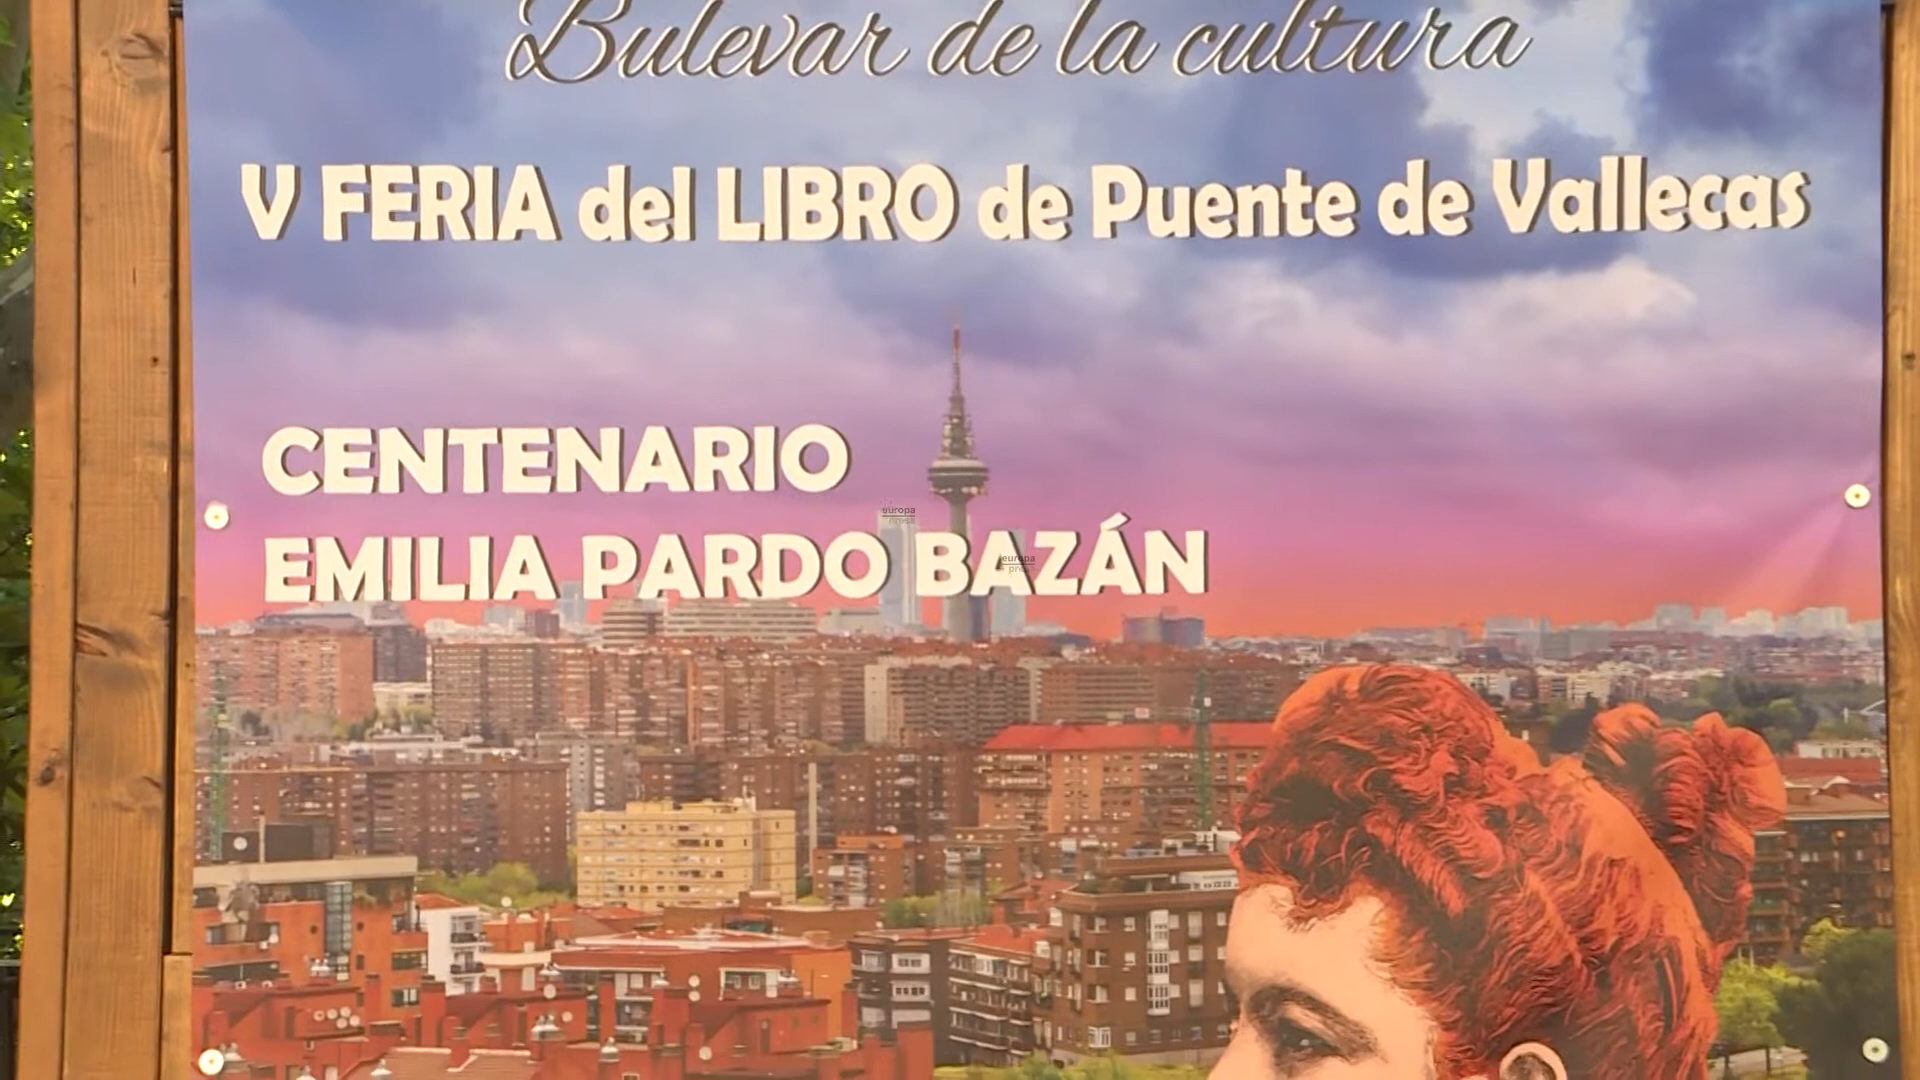 Bulevar de la cultura
V FERIA del LIBRO de Puente de Vallecas
CENTENARIO
EMILIA PARDO BAZÁN
europa
press
europa
press